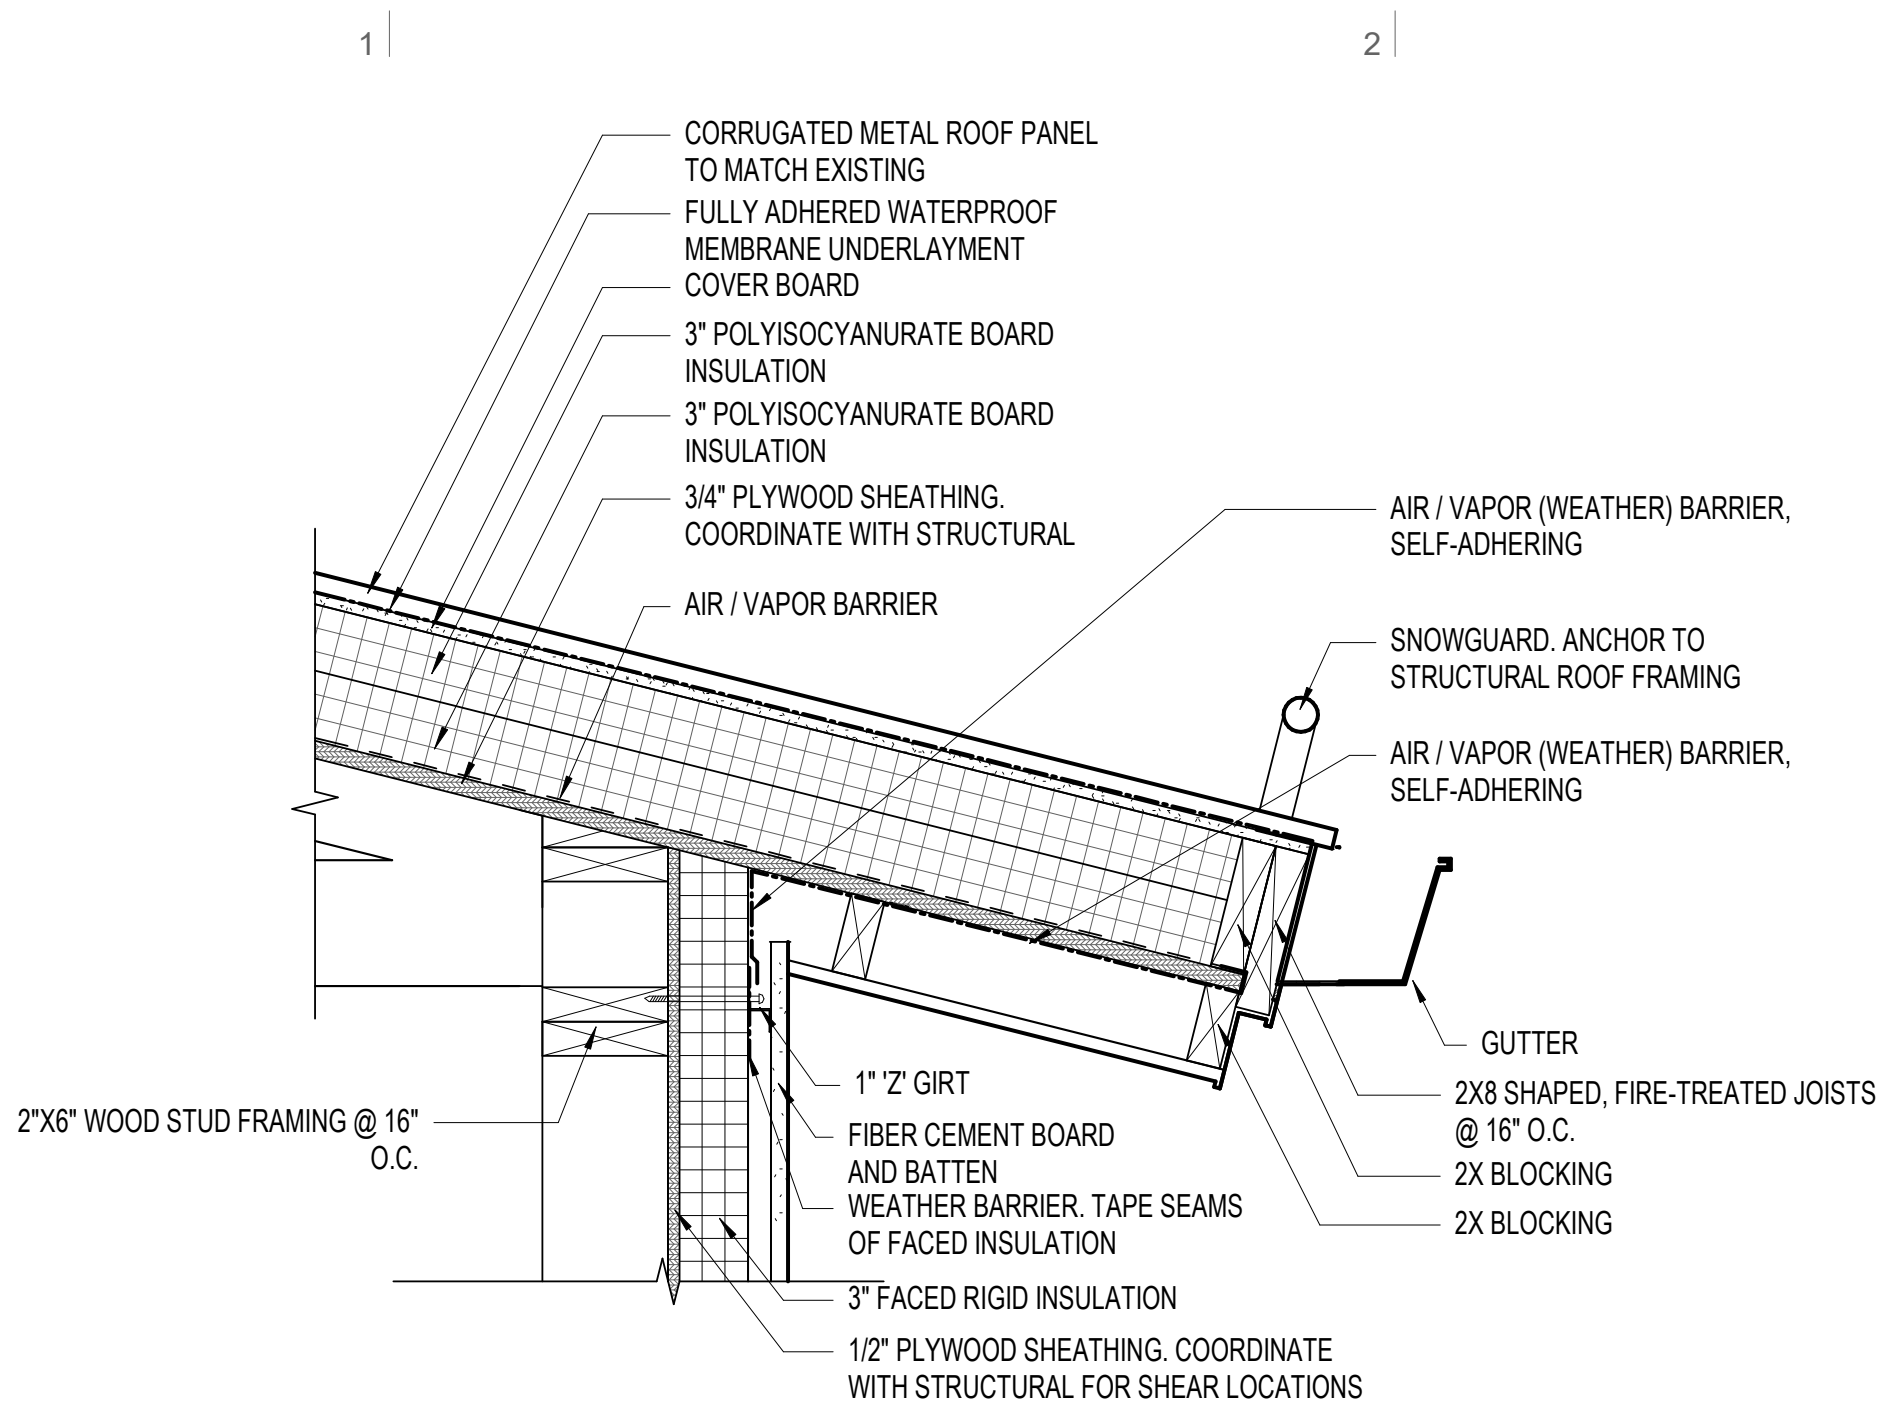 1
2
CORRUGATED METAL ROOF PANEL
TO MATCH EXISTING
FULLY ADHERED WATERPROOF
MEMBRANE UNDERLAYMENT
COVER BOARD
3" POLYISOCYANURATE BOARD
INSULATION
3" POLYISOCYANURATE BOARD
INSULATION
3/4" PLYWOOD SHEATHING.
COORDINATE WITH STRUCTURAL
AIR / VAPOR BARRIER
AIR / VAPOR (WEATHER) BARRIER,
SELF-ADHERING
SNOWGUARD. ANCHOR TO
STRUCTURAL ROOF FRAMING
AIR / VAPOR (WEATHER) BARRIER,
SELF-ADHERING
GUTTER
2X8 SHAPED, FIRE-TREATED JOISTS
@ 16" O.C.
2X BLOCKING
2X BLOCKING
2"X6" WOOD STUD FRAMING @ 16"
O.C.
1" 'Z' GIRT
FIBER CEMENT BOARD
AND BATTEN
WEATHER BARRIER. TAPE SEAMS
OF FACED INSULATION
3" FACED RIGID INSULATION
1/2" PLYWOOD SHEATHING. COORDINATE
WITH STRUCTURAL FOR SHEAR LOCATIONS